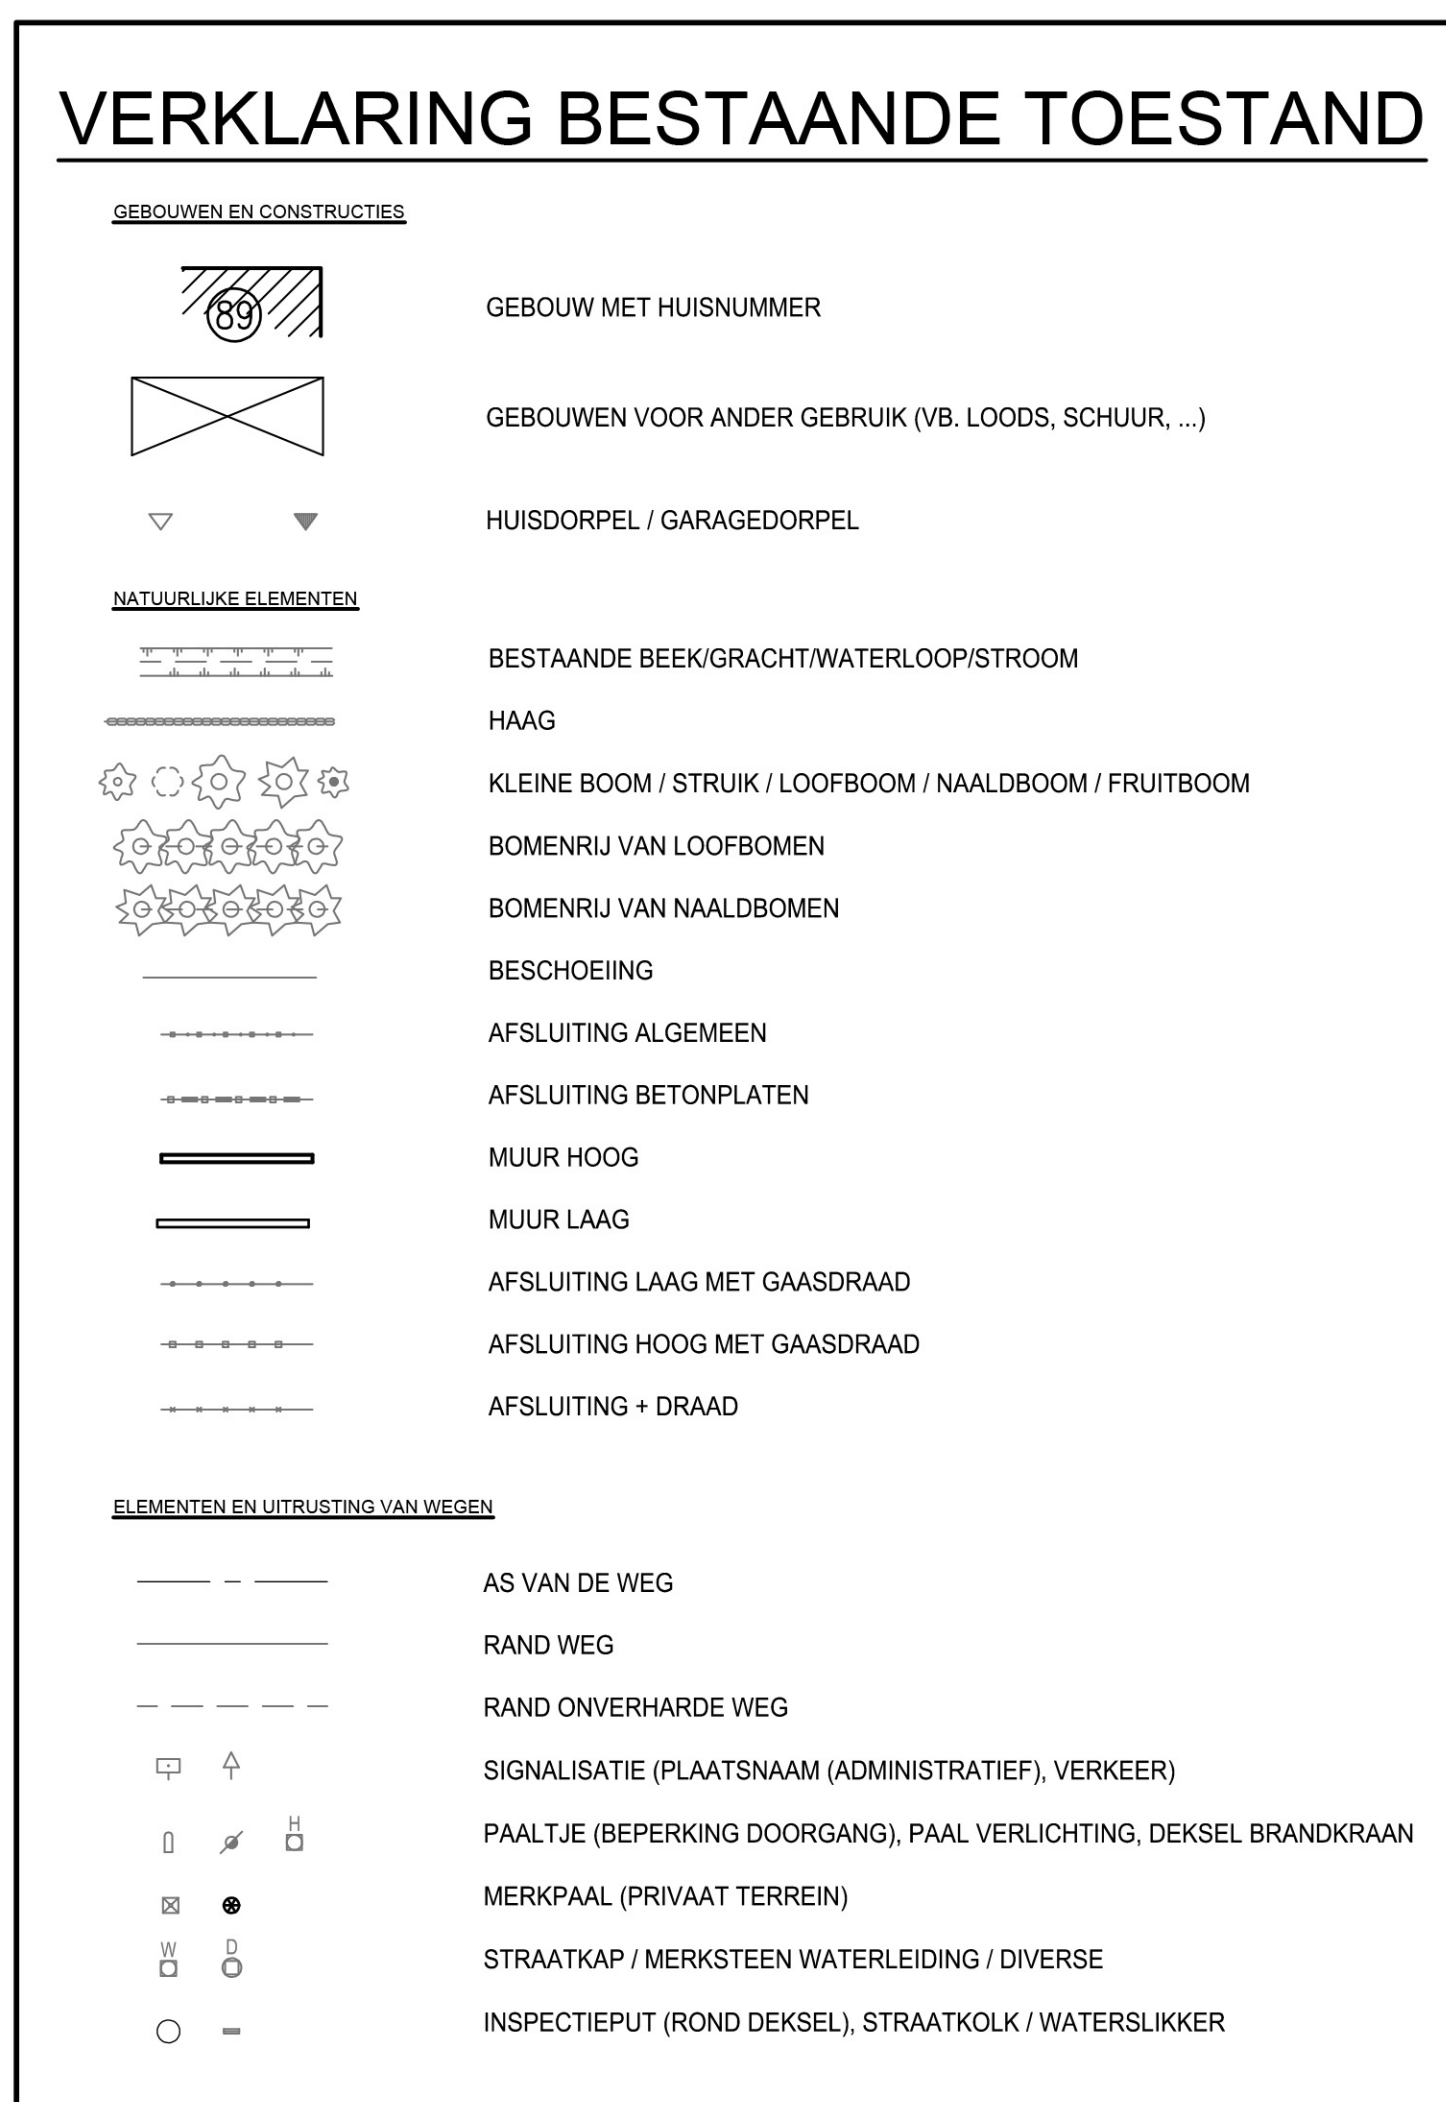 VERKLARING BESTAANDE TOESTAND
GEBOUWEN EN CONSTRUCTIES
89
GEBOUW MET HUISNUMMER
GEBOUWEN VOOR ANDER GEBRUIK (VB. LOODS, SCHUUR, ...)
HUISDORPEL / GARAGEDORPEL
NATUURLIJKE ELEMENTEN
BESTAANDE BEEK/GRACHT/WATERLOOP/STROOM
HAAG
KLEINE BOOM / STRUIK / LOOFBOOM / NAALDBOOM / FRUITBOOM
BOMENRIJ VAN LOOFBOMEN
BOMENRIJ VAN NAALDBOMEN
BESCHOEIING
AFSLUITING ALGEMEEN
AFSLUITING BETONPLATEN
MUUR HOOG
MUUR LAAG
AFSLUITING LAAG MET GAASDRAAD
AFSLUITING HOOG MET GAASDRAAD
AFSLUITING + DRAAD
ELEMENTEN EN UITRUSTING VAN WEGEN
AS VAN DE WEG
RAND WEG
RAND ONVERHARDE WEG
SIGNALISATIE (PLAATSNAAM (ADMINISTRATIEF), VERKEER)
H
PAALTJE (BEPERKING DOORGANG), PAAL VERLICHTING, DEKSEL BRANDKRAAN
MERKPAAL (PRIVAAT TERREIN)
W D
STRAATKAP / MERKSTEEN WATERLEIDING / DIVERSE
INSPECTIEPUT (ROND DEKSEL), STRAATKOLK / WATERSLIKKER